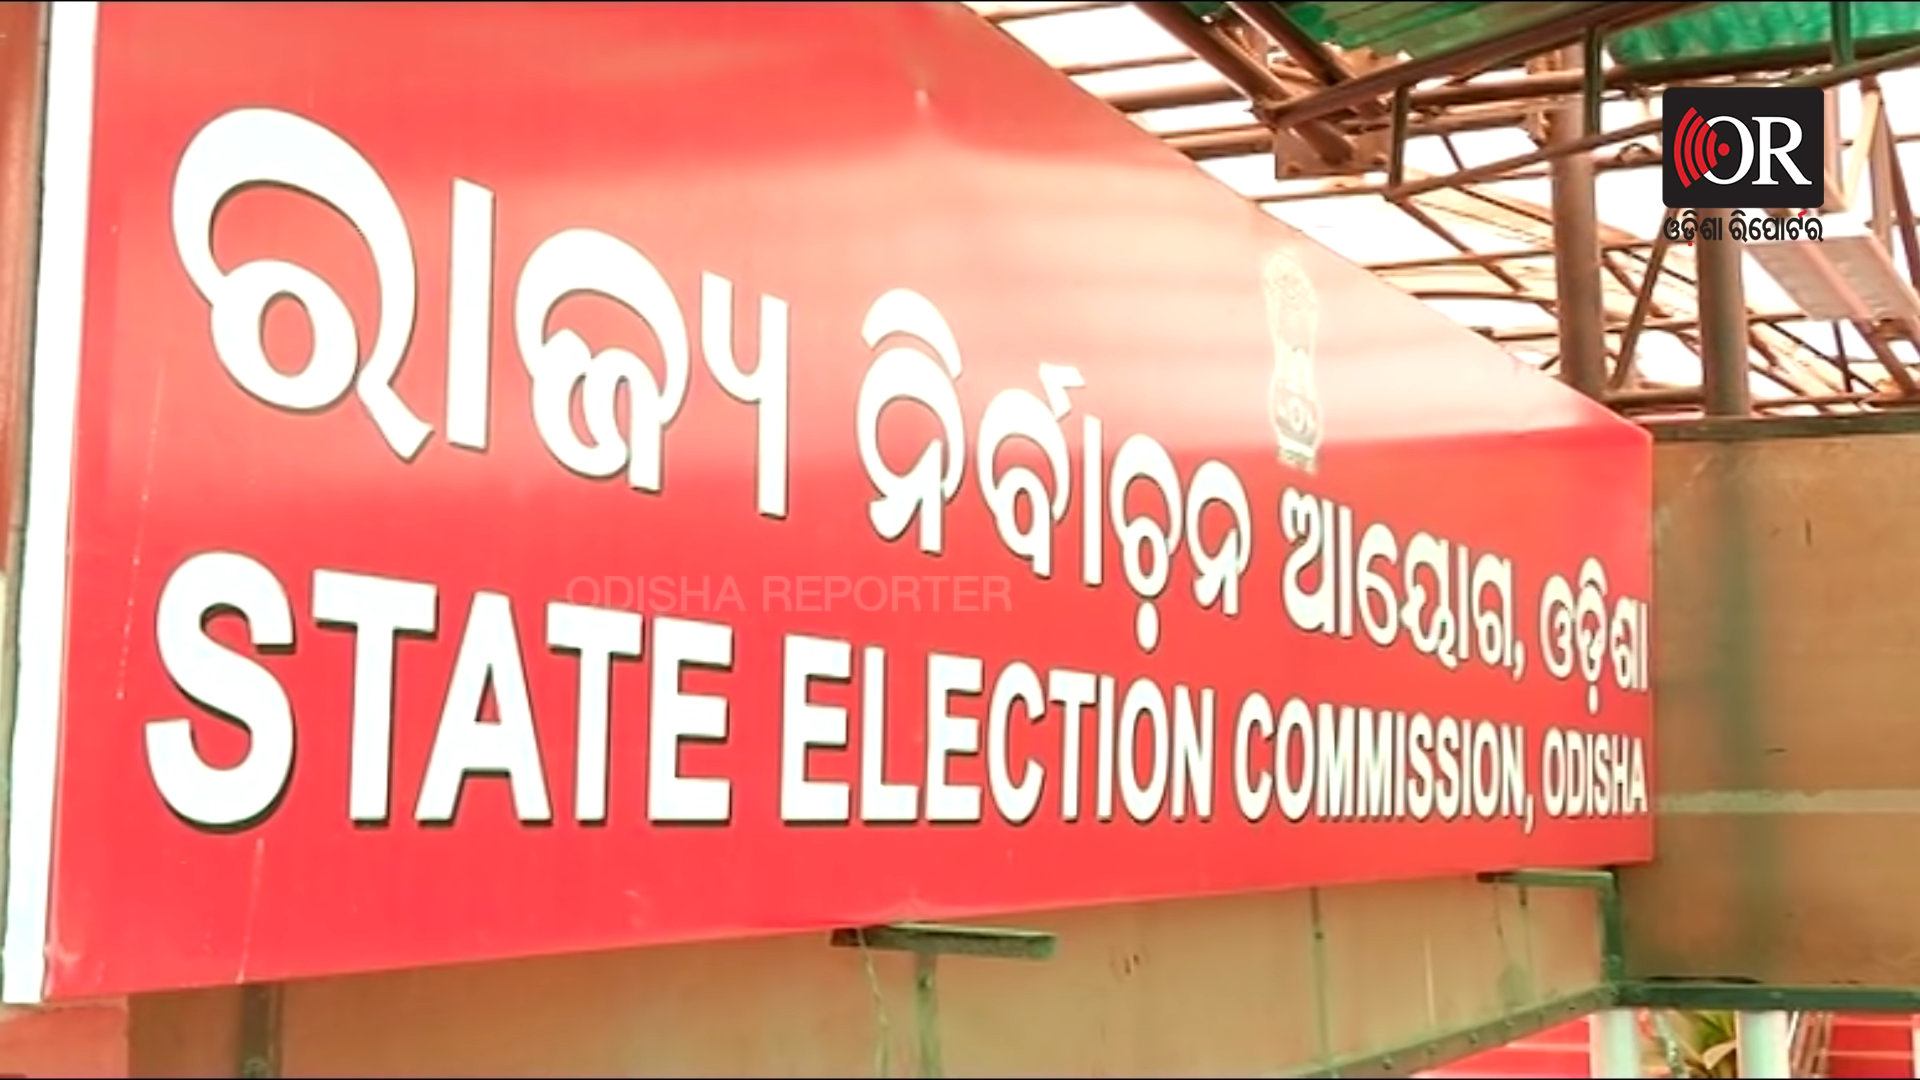 OR
ଓଡ଼ିଶା ରିପୋର୍ଟର
ରାଜ୍ୟ ନିର୍ବାଚନ ଆୟୋଗ, ଓଡ଼ିଶା
ODISHA REPORTER
STATE ELECTION COMMISSION, ODISHA